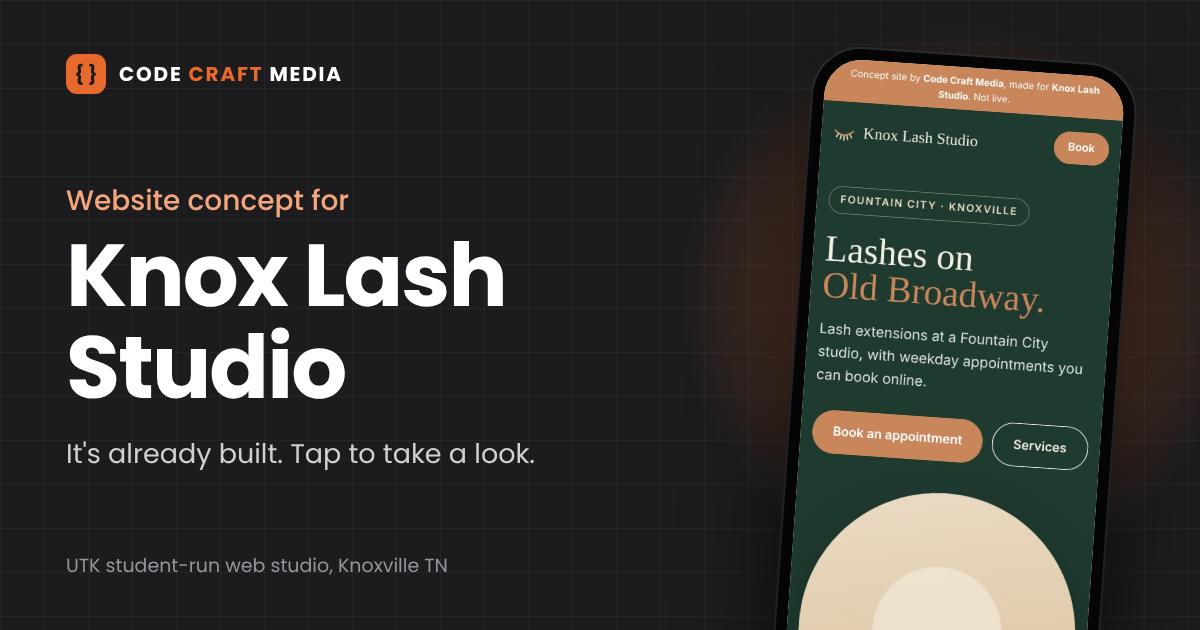 { } CODE CRAFT MEDIA
Website concept for
Knox Lash
Studio
It's already built. Tap to take a look.
UTK student-run web studio, Knoxville TN
Concept site by Code Craft Media, made for Knox Lash
Studio. Not live.
Knox Lash Studio
Book
FOUNTAIN CITY · KNOXVILLE
Lashes on
Old Broadway.
Lash extensions at a Fountain City
studio, with weekday appointments you
can book online.
Book an appointment
Services